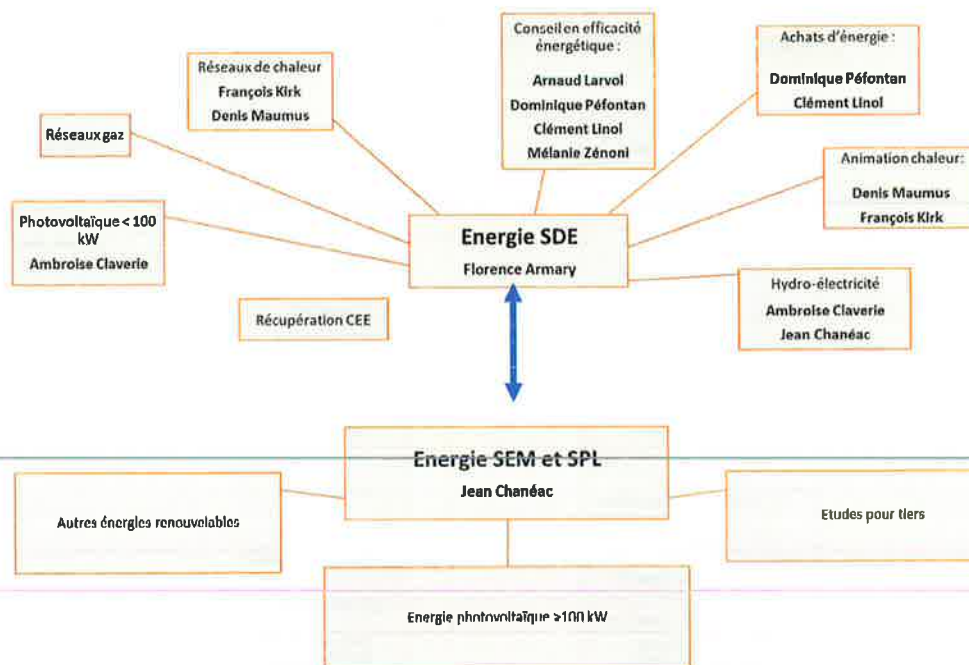 Conseil en efficacité
énergétique :
Arnaud Larvol
Dominique Péfontan
Clément Linol
Mélanie Zénoni
Achats d'énergie :
Dominique Péfontan
Clément Linol
Réseaux de chaleur
François Kirk
Denis Maumus
Réseaux gaz
Animation chaleur:
Denis Maumus
François Kirk
Photovoltaïque < 100
kW
Ambroise Claverie
Energie SDE
Florence Armary
Hydro-électricité
Ambroise Claverie
Jean Chanéac
Récupération CEE
Energie SEM et SPL
Jean Chanéac
Autres énergies renouvelables
Etudes pour tiers
Energie photovoltaïque >100 kW